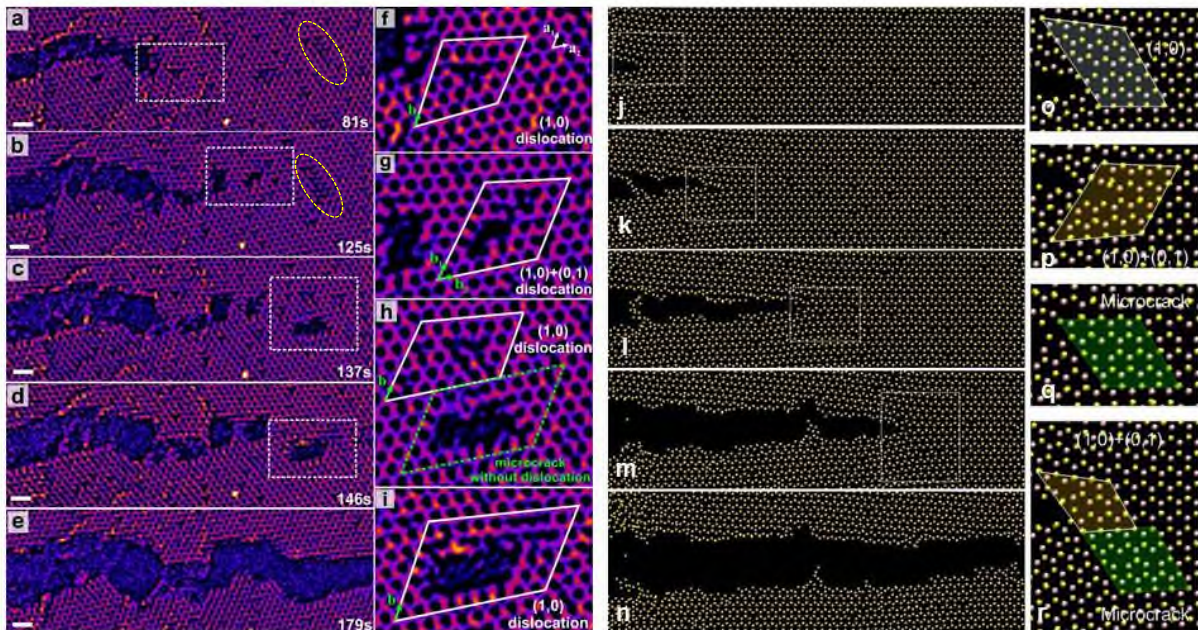 a
81s
b
125s
c
137s
d
146s
e
179s
f
a₁
b
(1,0)
dislocation
g
b
b
(1,0)+(0,1)
dislocation
h
(1,0)
dislocation
b
microcrack
without dislocation
i
b
(1,0)
dislocation
j
k
l
m
n
(1,0)
o
p
(1,0)+(0,1)
Microcrack
q
(1,0)+(0,1)
r
Microcrack